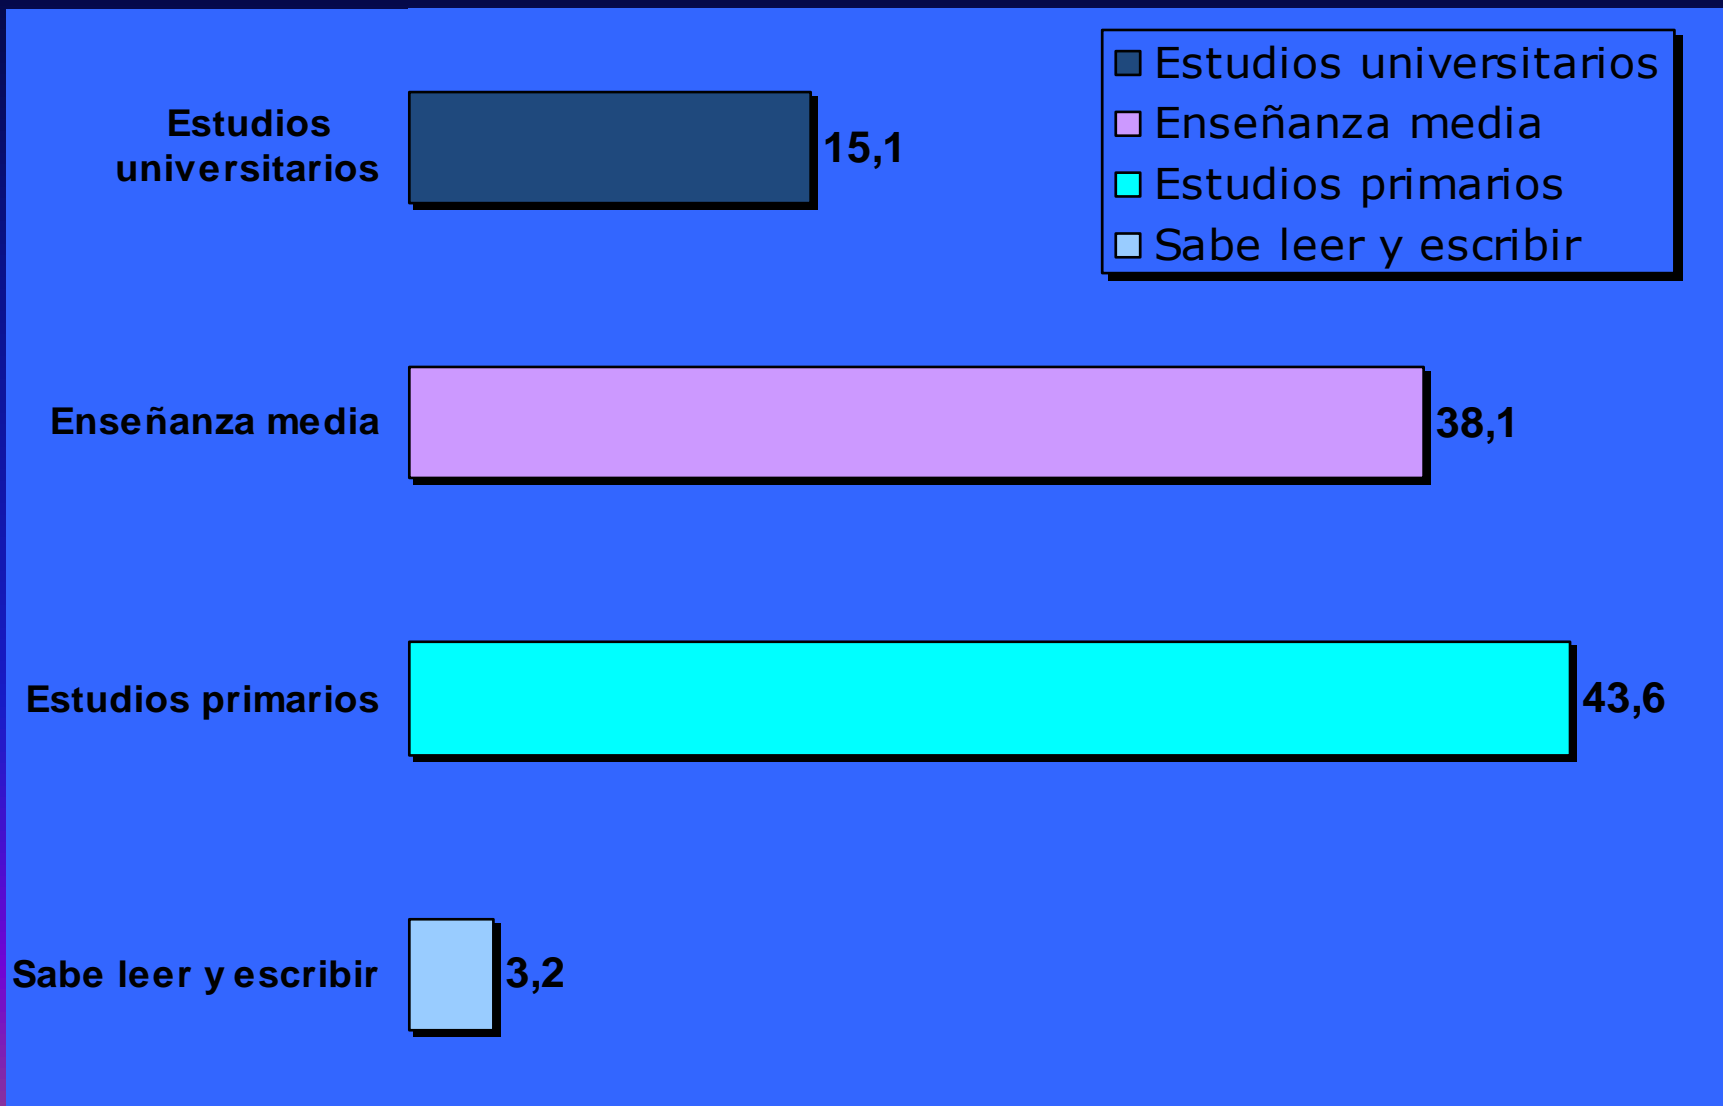 Estudios universitarios
Enseñanza media
Estudios primarios
Sabe leer y escribir
Estudios
universitarios
15,1
Enseñanza media
38,1
Estudios primarios
43,6
Sabe leer y escribir
3,2